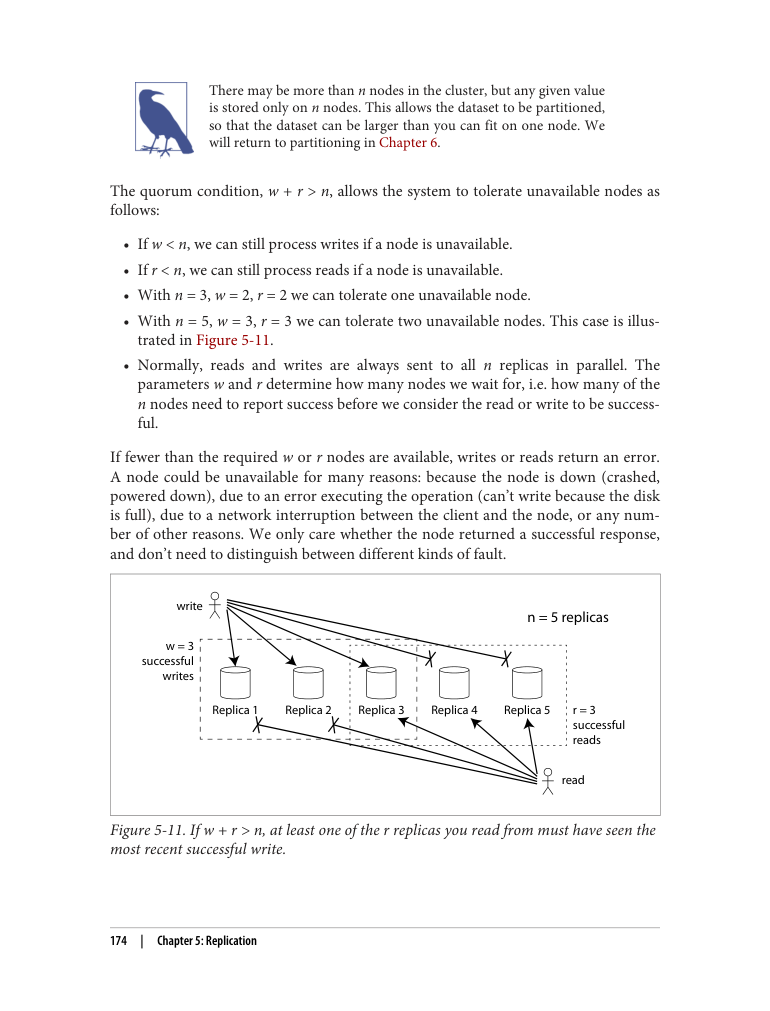 There may be more than n nodes in the cluster, but any given value
is stored only on n nodes. This allows the dataset to be partitioned,
so that the dataset can be larger than you can fit on one node. We
will return to partitioning in Chapter 6.
The quorum condition, w + r > n, allows the system to tolerate unavailable nodes as
follows:
• If w < n, we can still process writes if a node is unavailable.
• If r < n, we can still process reads if a node is unavailable.
• With n = 3, w = 2, r = 2 we can tolerate one unavailable node.
• With n = 5, w = 3, r = 3 we can tolerate two unavailable nodes. This case is illus-
trated in Figure 5-11.
• Normally, reads and writes are always sent to all n replicas in parallel. The
parameters w and r determine how many nodes we wait for, i.e. how many of the
n nodes need to report success before we consider the read or write to be success-
ful.
If fewer than the required w or r nodes are available, writes or reads return an error.
A node could be unavailable for many reasons: because the node is down (crashed,
powered down), due to an error executing the operation (can’t write because the disk
is full), due to a network interruption between the client and the node, or any num-
ber of other reasons. We only care whether the node returned a successful response,
and don’t need to distinguish between different kinds of fault.
write
n = 5 replicas
w = 3
successful
writes
Replica 1 Replica 2 Replica 3 Replica 4 Replica 5
r = 3
successful
reads
read
Figure 5-11. If w + r > n, at least one of the r replicas you read from must have seen the
most recent successful write.
174 | Chapter 5: Replication